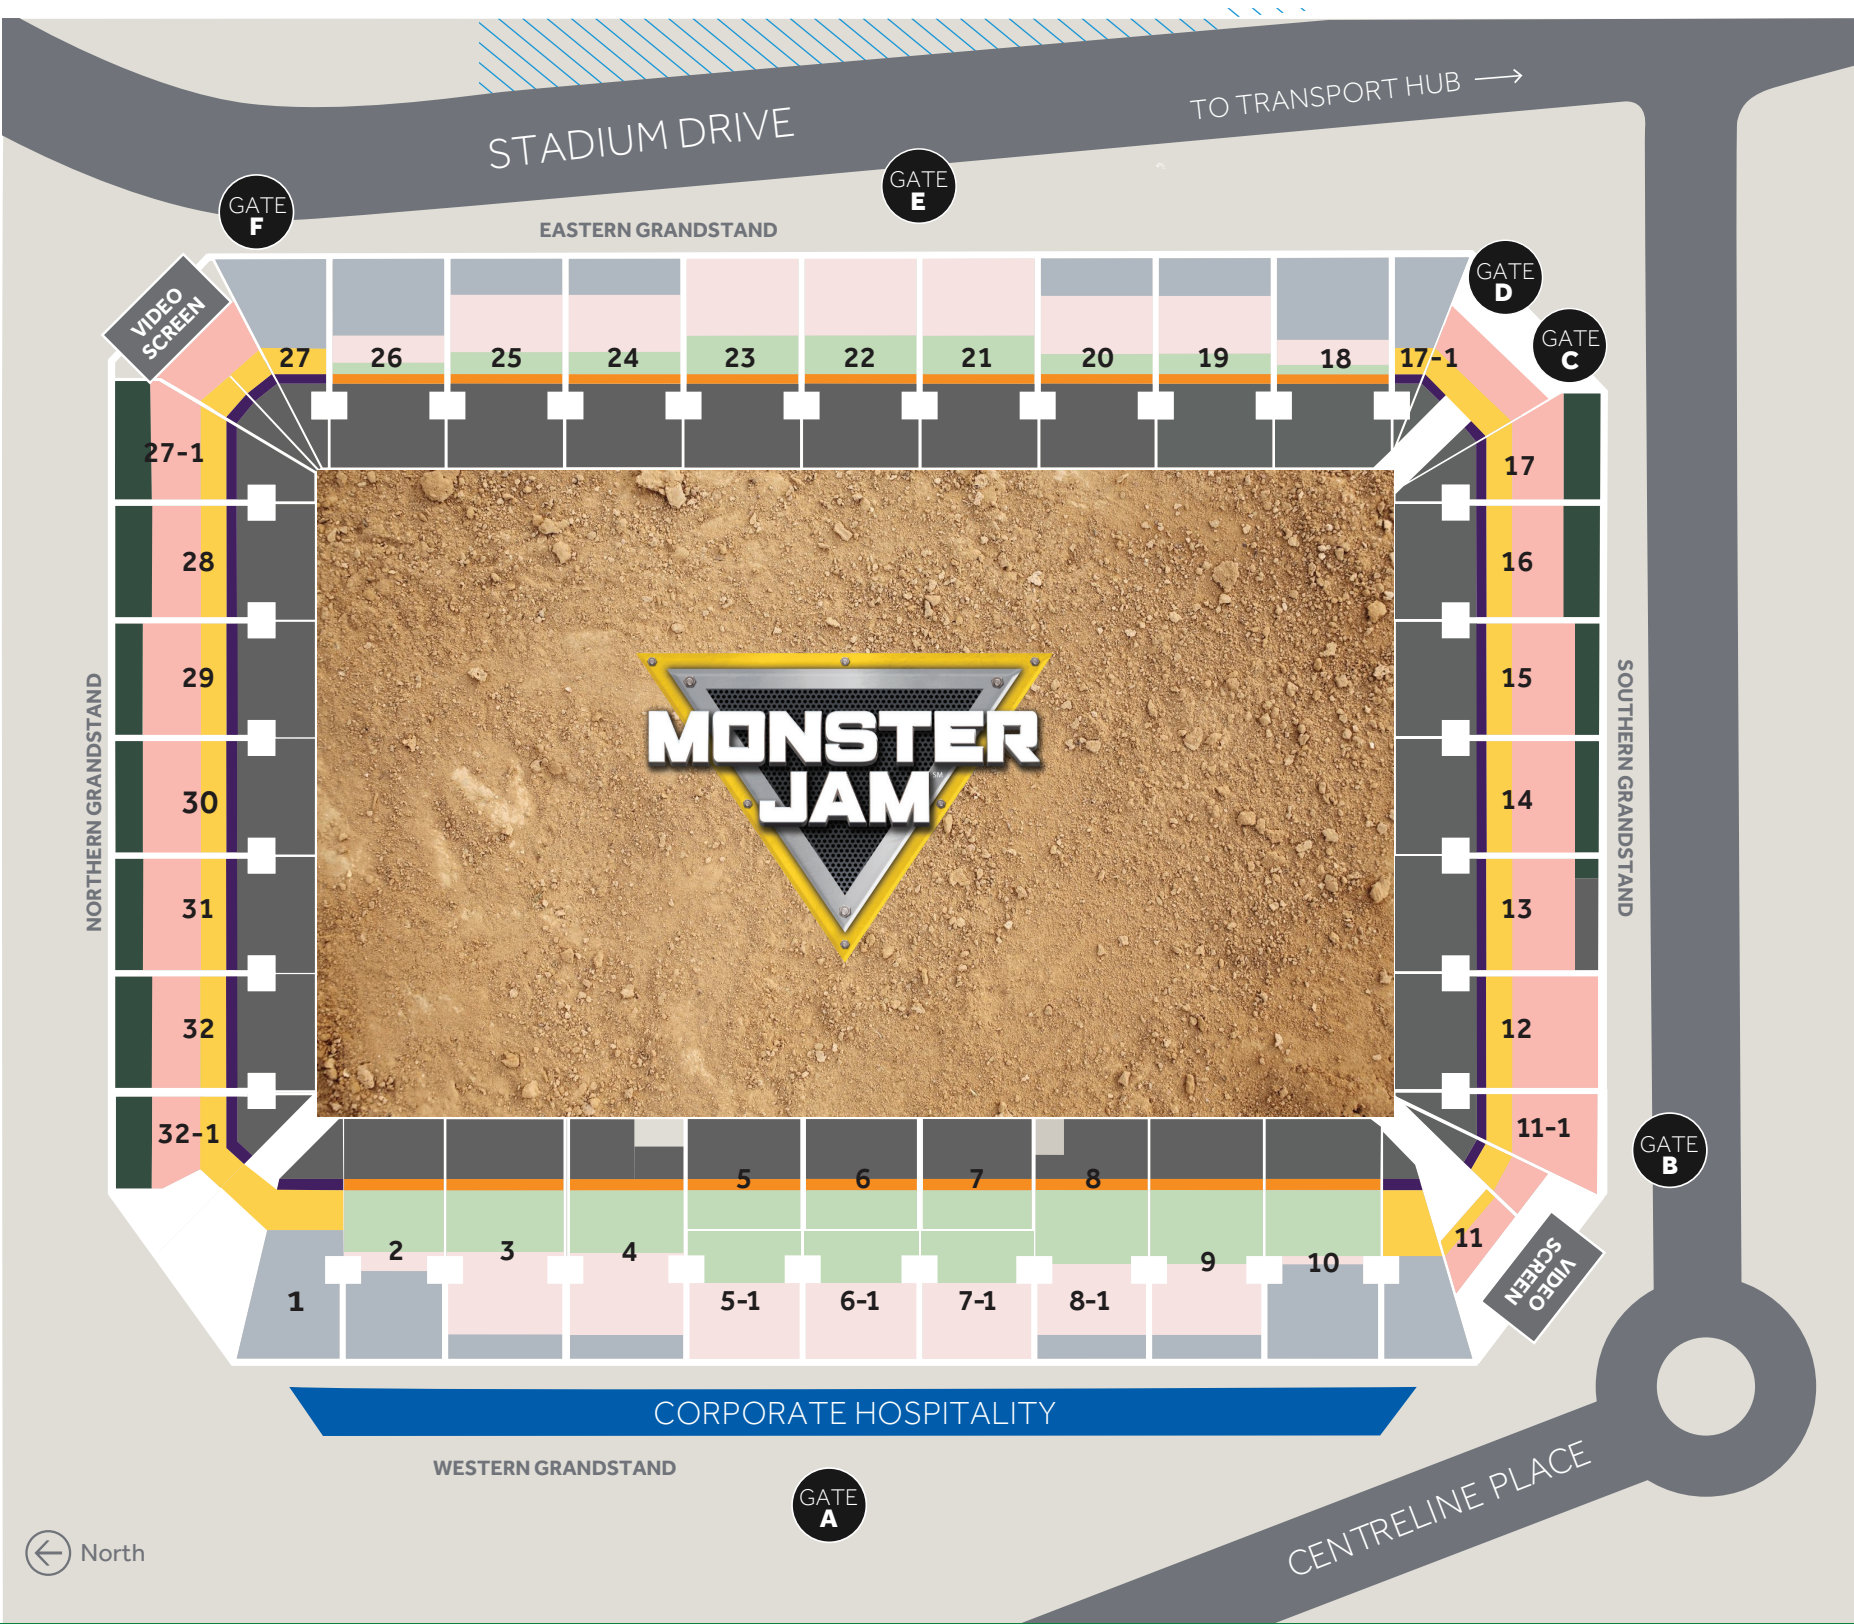 STADIUM DRIVE
TO TRANSPORT HUB
GATE
F
GATE
E
EASTERN GRANDSTAND
GATE
D
GATE
C
VIDEO
SCREEN
27
26
25
24
23
22
21
20
19
18
17-1
27-1
17
28
16
29
15
30
14
31
13
32
12
32-1
11-1
NORTHERN GRANDSTAND
SOUTHERN GRANDSTAND
MONSTER
JAM
SM
GATE
B
5
6
7
8
2
3
4
9
10
11
1
5-1
6-1
7-1
8-1
VIDEO
SCREEN
CORPORATE HOSPITALITY
WESTERN GRANDSTAND
GATE
A
CENTRELINE PLACE
North